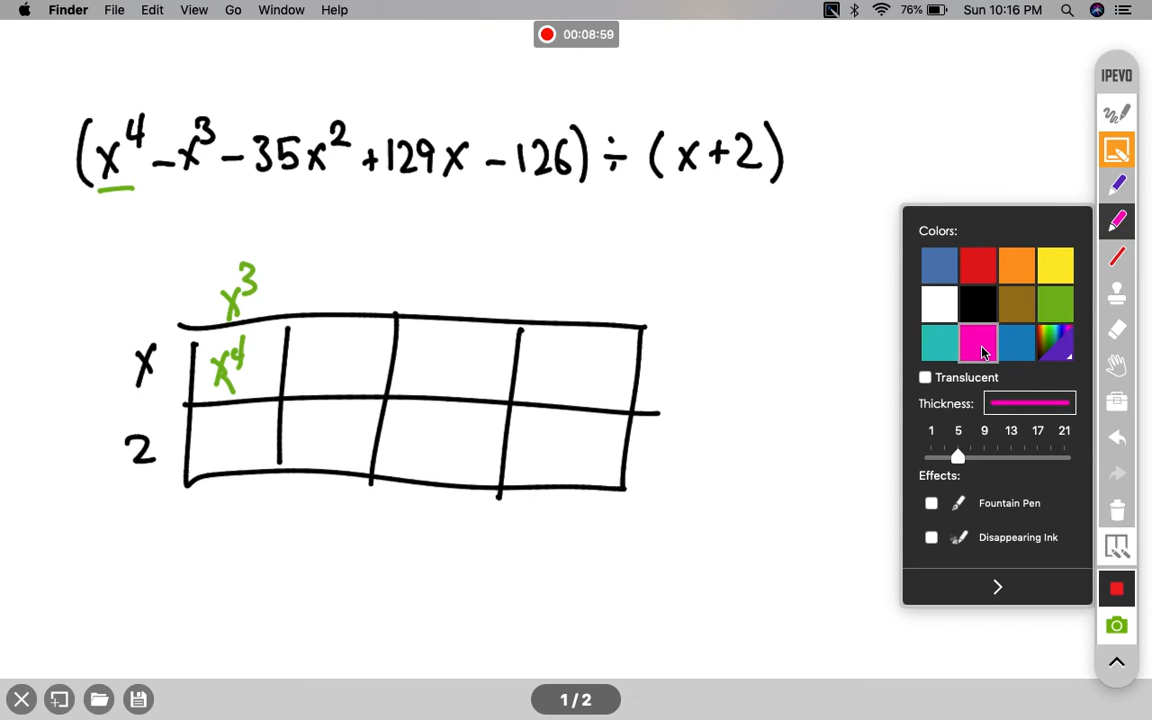 Finder File Edit View Go Window Help 76% Sun 10:16 PM
00:08:59
IPEVO
(x⁴ -x³ - 35x² +129x - 126) ÷ (x+2)
x³
x x⁴
2
Colors:
Translucent
Thickness:
1 5 9 13 17 21
Effects:
Fountain Pen
Disappearing Ink
1 / 2